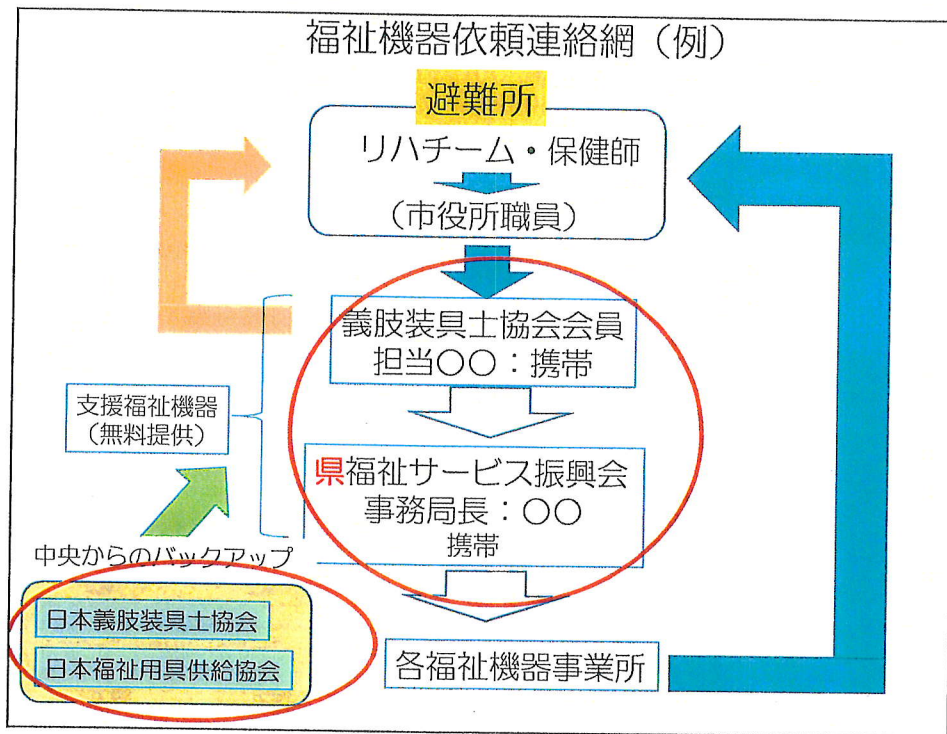 福祉機器依頼連絡網（例）
避難所
リハチーム・保健師
（市役所職員）
義肢装具士協会会員
担当〇〇：携帯
支援福祉機器
（無料提供）
県福祉サービス振興会
事務局長：〇〇
携帯
中央からのバックアップ
日本義肢装具士協会
日本福祉用具供給協会
各福祉機器事業所